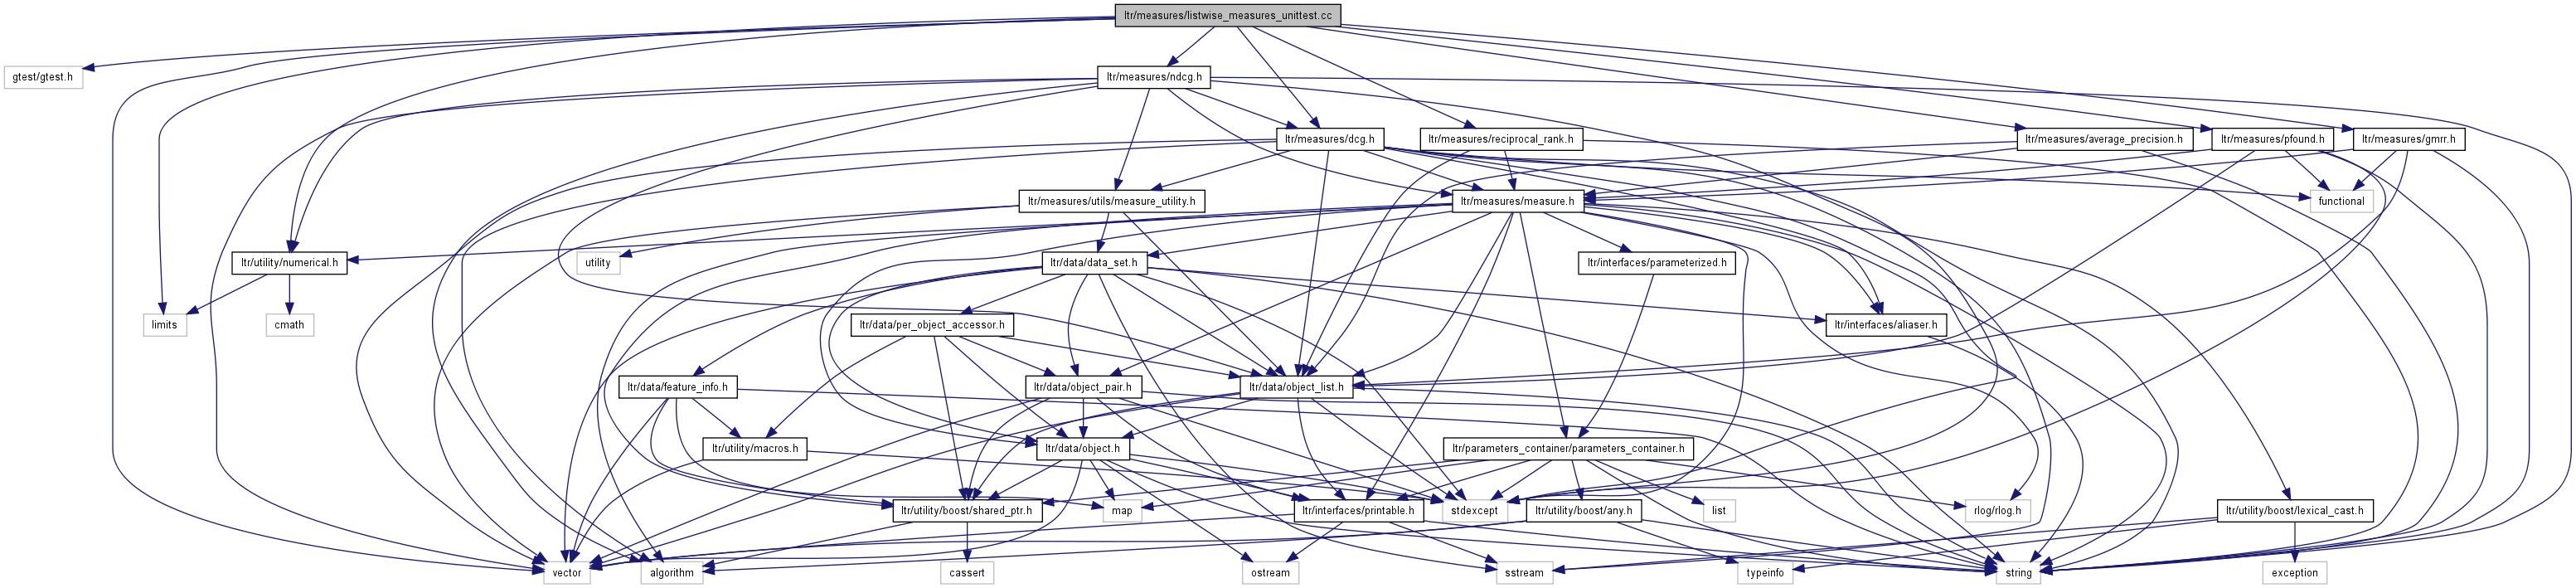 ltr/measures/listwise_measures_unittest.cc
gtest/gtest.h
ltr/measures/ndcg.h
ltr/measures/dcg.h
ltr/measures/reciprocal_rank.h
ltr/measures/average_precision.h
ltr/measures/pfound.h
ltr/measures/gmrr.h
ltr/measures/utils/measure_utility.h
ltr/measures/measure.h
functional
ltr/utility/numerical.h
utility
ltr/data/data_set.h
ltr/interfaces/parameterized.h
limits
cmath
ltr/data/per_object_accessor.h
ltr/interfaces/aliaser.h
ltr/data/feature_info.h
ltr/data/object_pair.h
ltr/data/object_list.h
ltr/utility/macros.h
ltr/data/object.h
ltr/parameters_container/parameters_container.h
ltr/utility/boost/shared_ptr.h
map
ltr/interfaces/printable.h
stdexcept
ltr/utility/boost/any.h
list
rlog/rlog.h
ltr/utility/boost/lexical_cast.h
vector
algorithm
cassert
ostream
sstream
typeinfo
string
exception